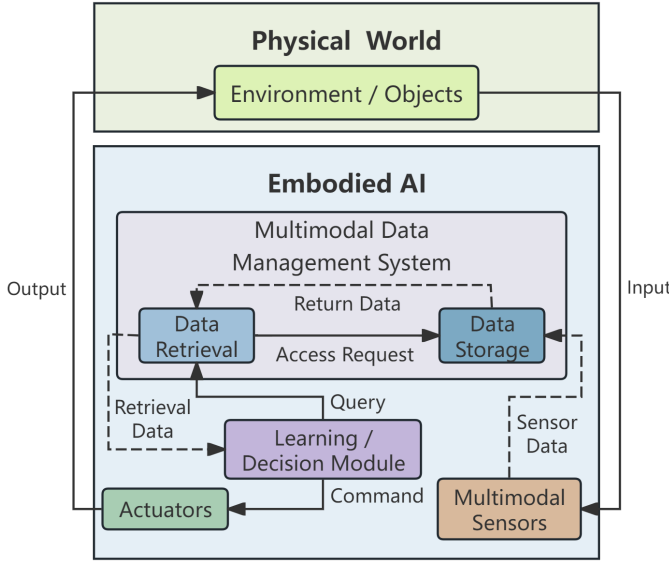 Physical World
Environment / Objects
Embodied AI
Multimodal Data
Management System
Output
Input
Return Data
Data
Retrieval
Data
Storage
Access Request
Retrieval
Data
Query
Sensor
Data
Learning /
Decision Module
Command
Actuators
Multimodal
Sensors